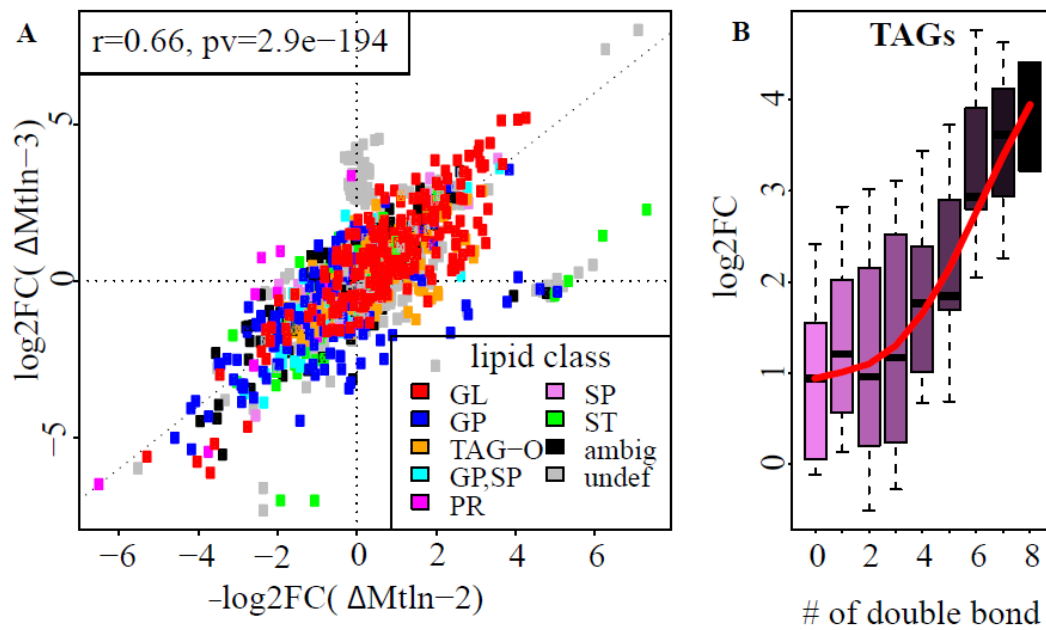 A
r=0.66, pv=2.9e−194
log2FC( ΔMtln−3)
5
0
−5
lipid class
GL
SP
GP
ST
TAG−O
ambig
GP,SP
undef
PR
−6
−4
−2
0
2
4
6
−log2FC( ΔMtln−2)
B
TAGs
log2FC
4
3
2
1
0
0
2
4
6
8
# of double bond